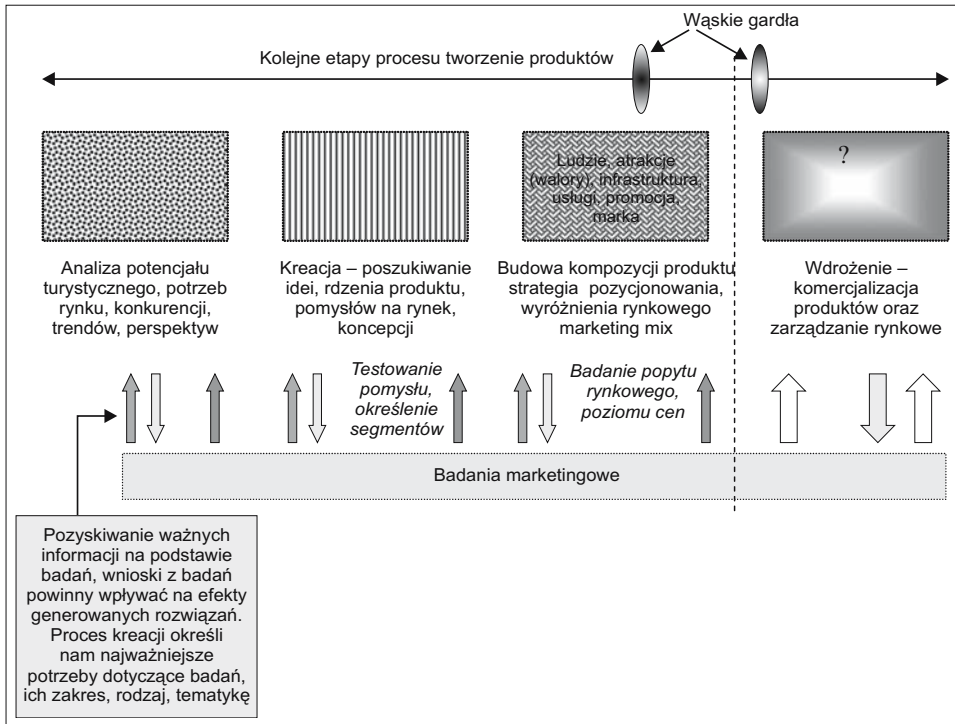 Wąskie gardła
Kolejne etapy procesu tworzenie produktów
Ludzie, atrakcje
(walory), infrastruktura,
usługi, promocja,
marka
?
Analiza potencjału
turystycznego, potrzeb
rynku, konkurencji,
trendów, perspektyw
Kreacja – poszukiwanie
idei, rdzenia produktu,
pomysłów na rynek,
koncepcji
Budowa kompozycji produktu
strategia pozycjonowania,
wyróżnienia rynkowego
marketing mix
Wdrożenie –
komercjalizacja
produktów oraz
zarządzanie rynkowe
Testowanie
pomysłu,
określenie
segmentów
Badanie popytu
rynkowego,
poziomu cen
Badania marketingowe
Pozyskiwanie ważnych
informacji na podstawie
badań, wnioski z badań
powinny wpływać na efekty
generowanych rozwiązań.
Proces kreacji określi
nam najważniejsze
potrzeby dotyczące badań,
ich zakres, rodzaj, tematykę